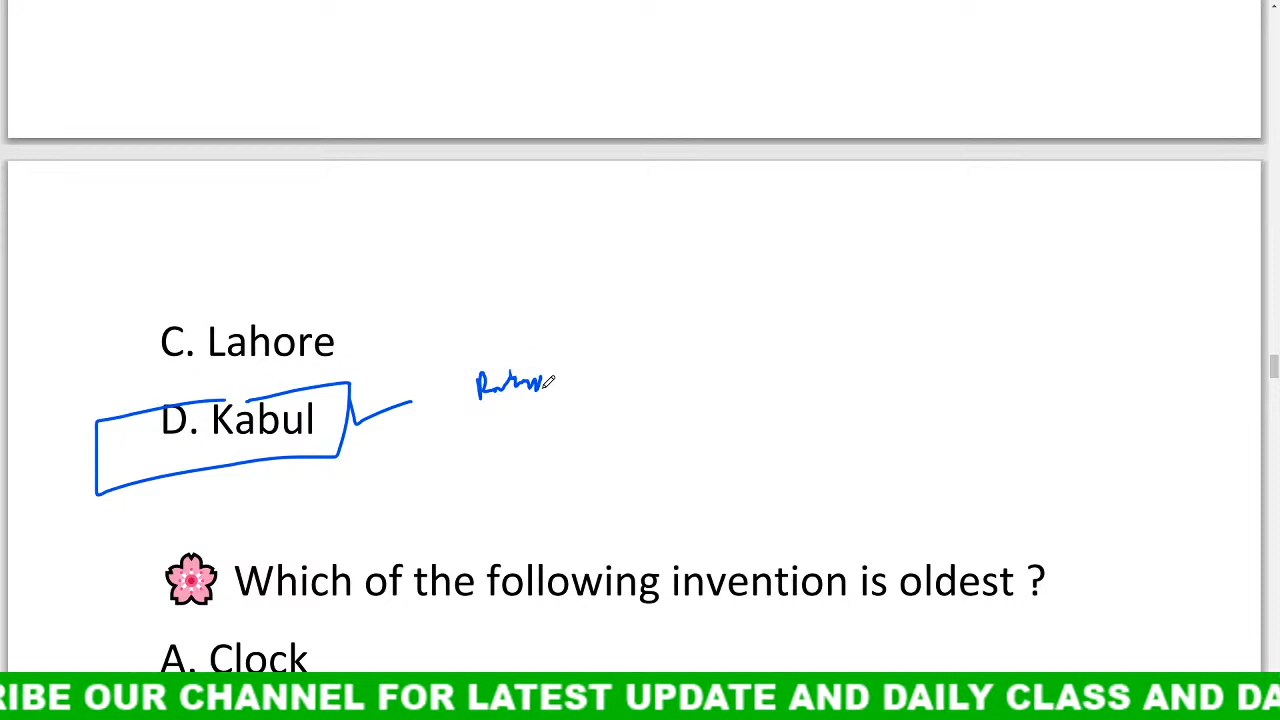 C. Lahore
D. Kabul
Which of the following invention is oldest ?
A. Clock
RIBE OUR CHANNEL FOR LATEST UPDATE AND DAILY CLASS AND DA